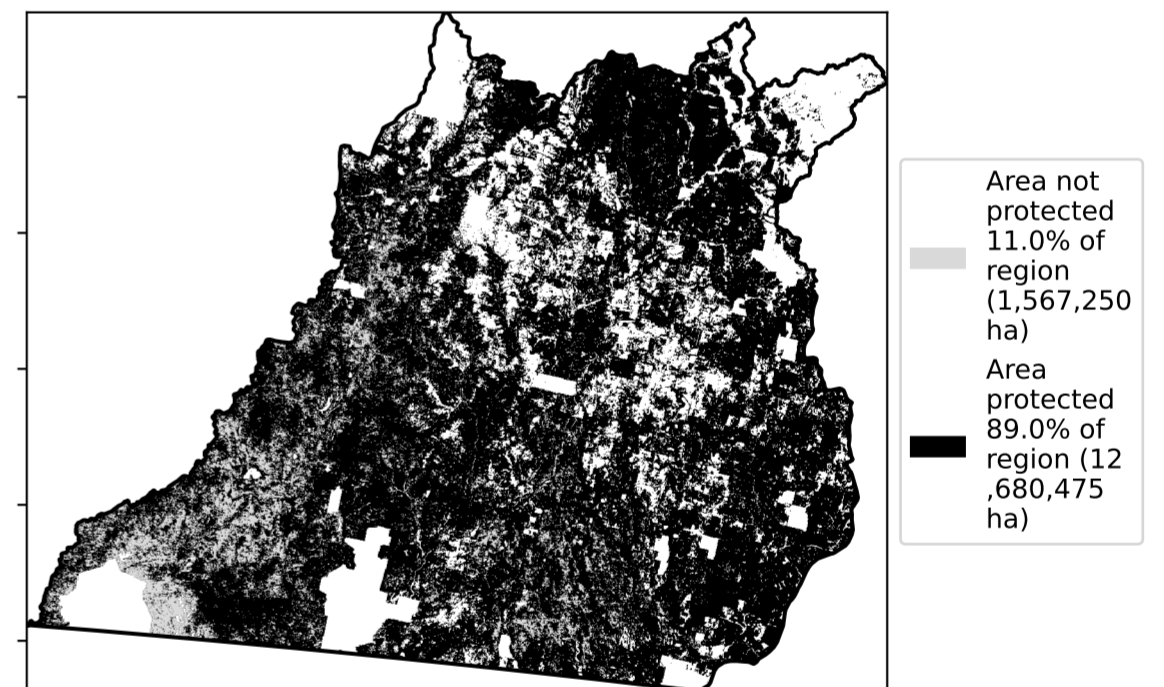 Area not
protected
11.0% of
region
(1,567,250
ha)
Area
protected
89.0% of
region (12
,680,475
ha)